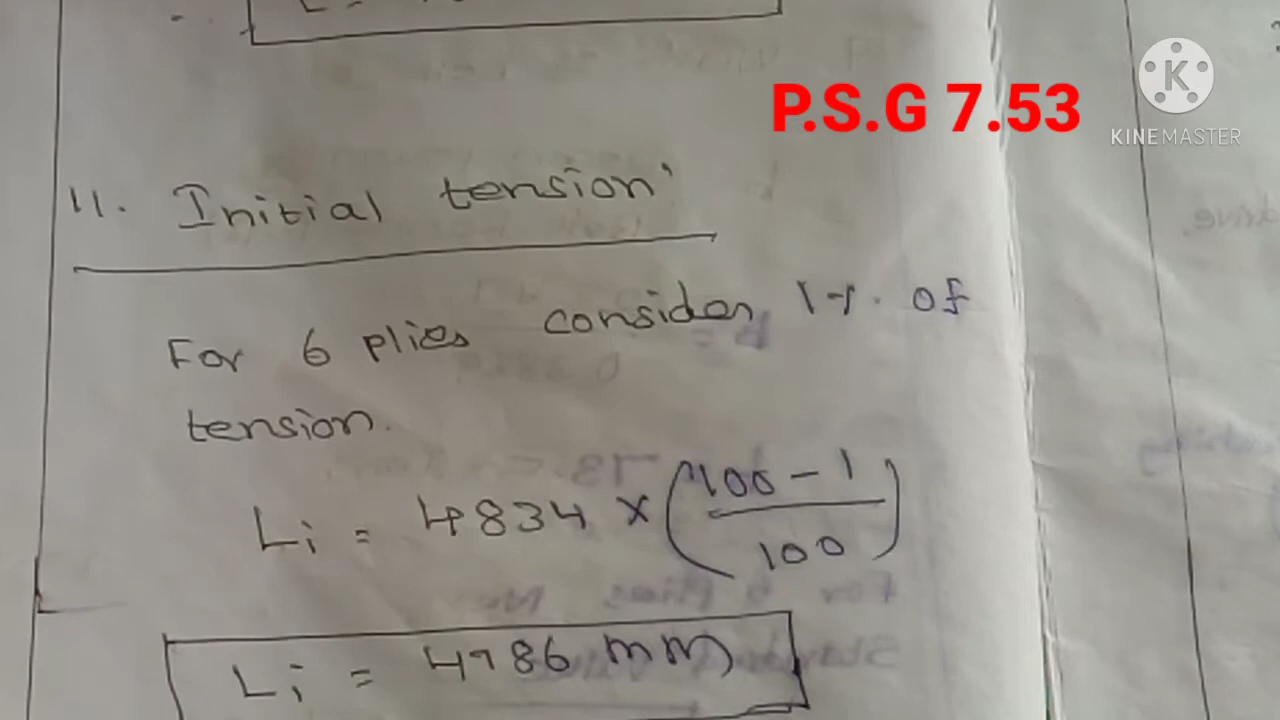 P.S.G 7.53
KINEMASTER
11. Initial tension:
For 6 plies consider 1% of
tension.
Li = 4834 × (100 - 1 / 100)
Li = 4786 mm